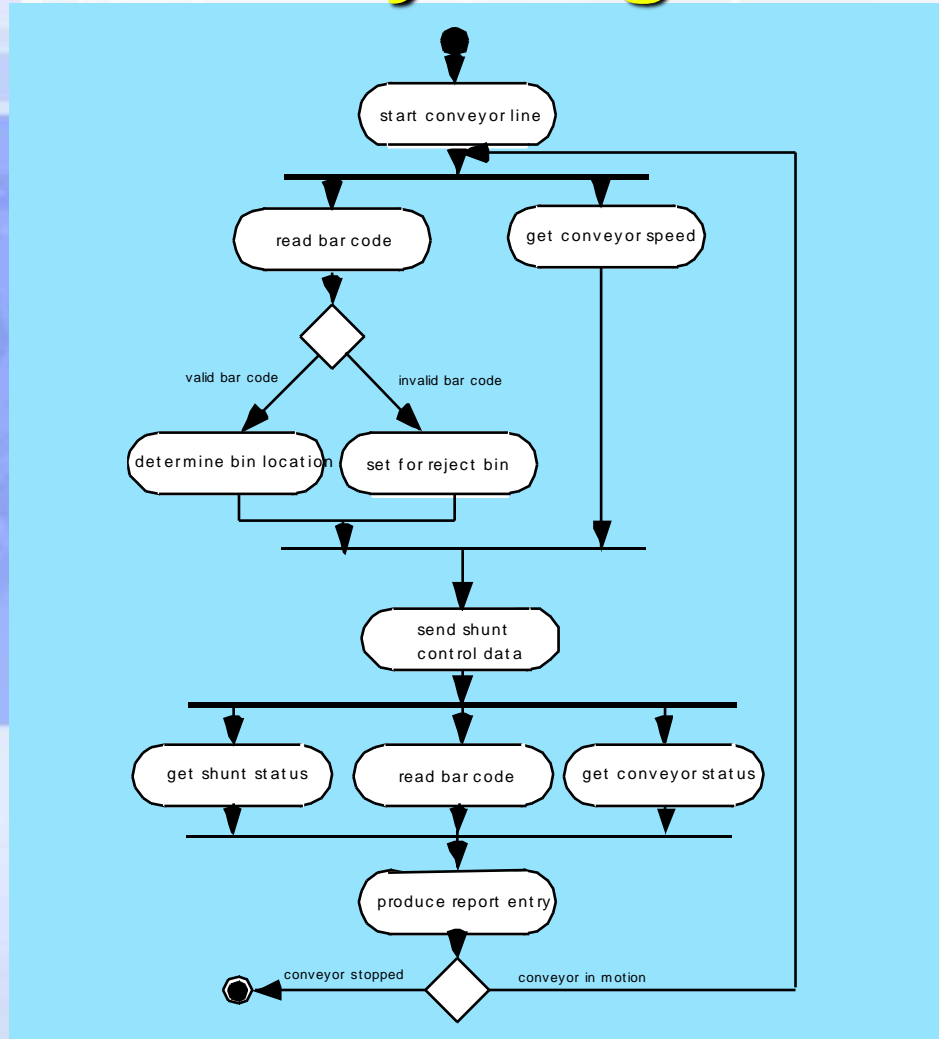 start conveyor line
read bar code
get conveyor speed
valid bar code
invalid bar code
determine bin location
set for reject bin
send shunt
control data
get shunt status
read bar code
get conveyor status
produce report entry
conveyor stopped
conveyor in motion